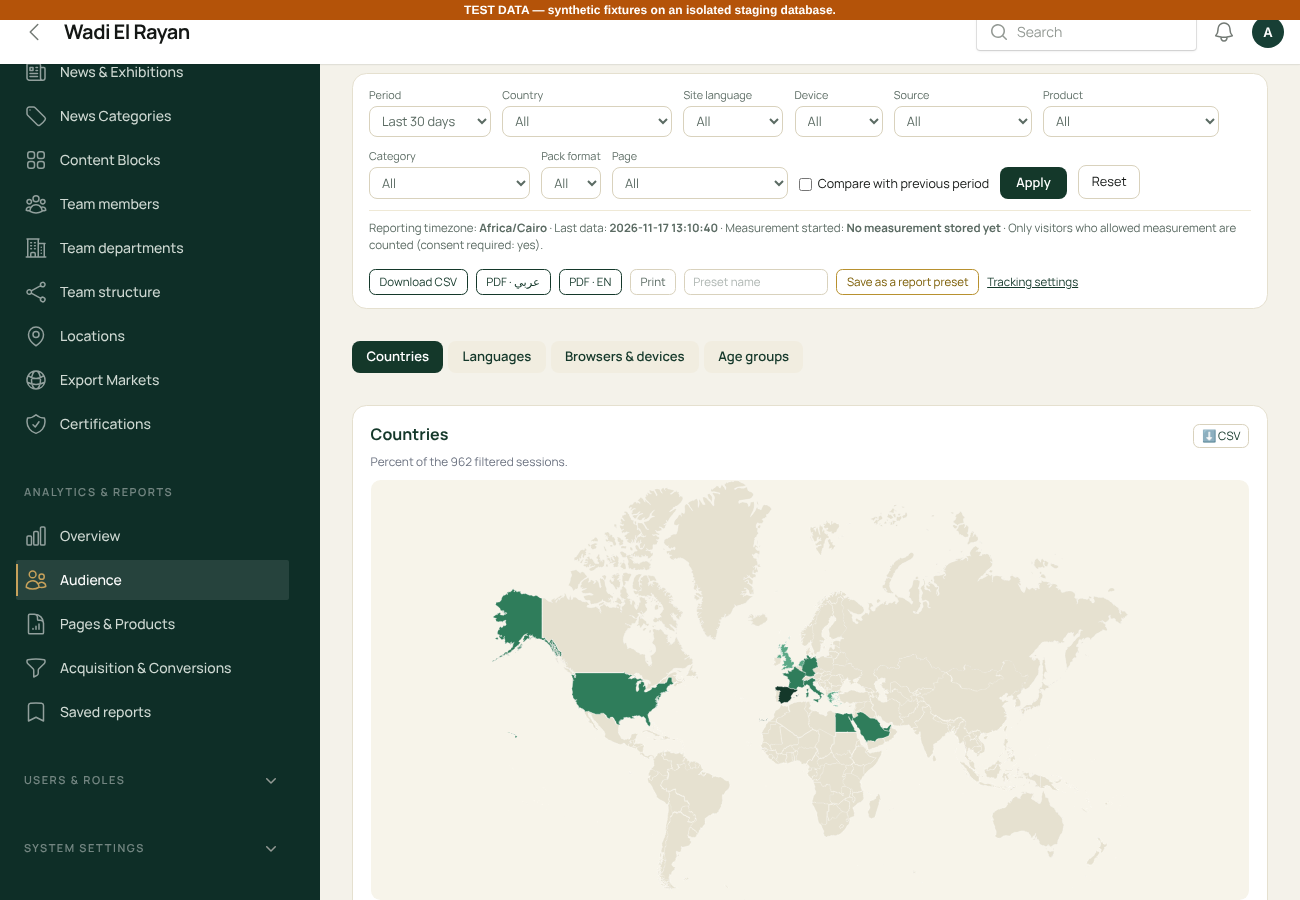 TEST DATA — synthetic fixtures on an isolated staging database.
Wadi El Rayan
Search
A
News & Exhibitions
News Categories
Content Blocks
Team members
Team departments
Team structure
Locations
Export Markets
Certifications
ANALYTICS & REPORTS
Overview
Audience
Pages & Products
Acquisition & Conversions
Saved reports
USERS & ROLES
SYSTEM SETTINGS
Period Country Site language Device Source Product
Last 30 days All All All All All
Category Pack format Page
All All All Compare with previous period Apply Reset
Reporting timezone: Africa/Cairo · Last data: 2026-11-17 13:10:40 · Measurement started: No measurement stored yet · Only visitors who allowed measurement are
counted (consent required: yes).
Download CSV PDF · عربي PDF · EN Print Preset name Save as a report preset Tracking settings
Countries Languages Browsers & devices Age groups
Countries
⬇️ CSV
Percent of the 962 filtered sessions.